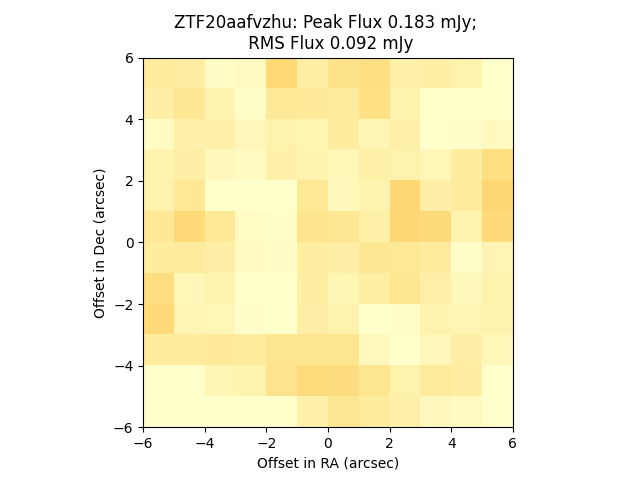 ZTF20aafvzhu: Peak Flux 0.183 mJy;
RMS Flux 0.092 mJy
6
4
2
0
−2
−4
−6
Offset in Dec (arcsec)
−6 −4 −2 0 2 4 6
Offset in RA (arcsec)